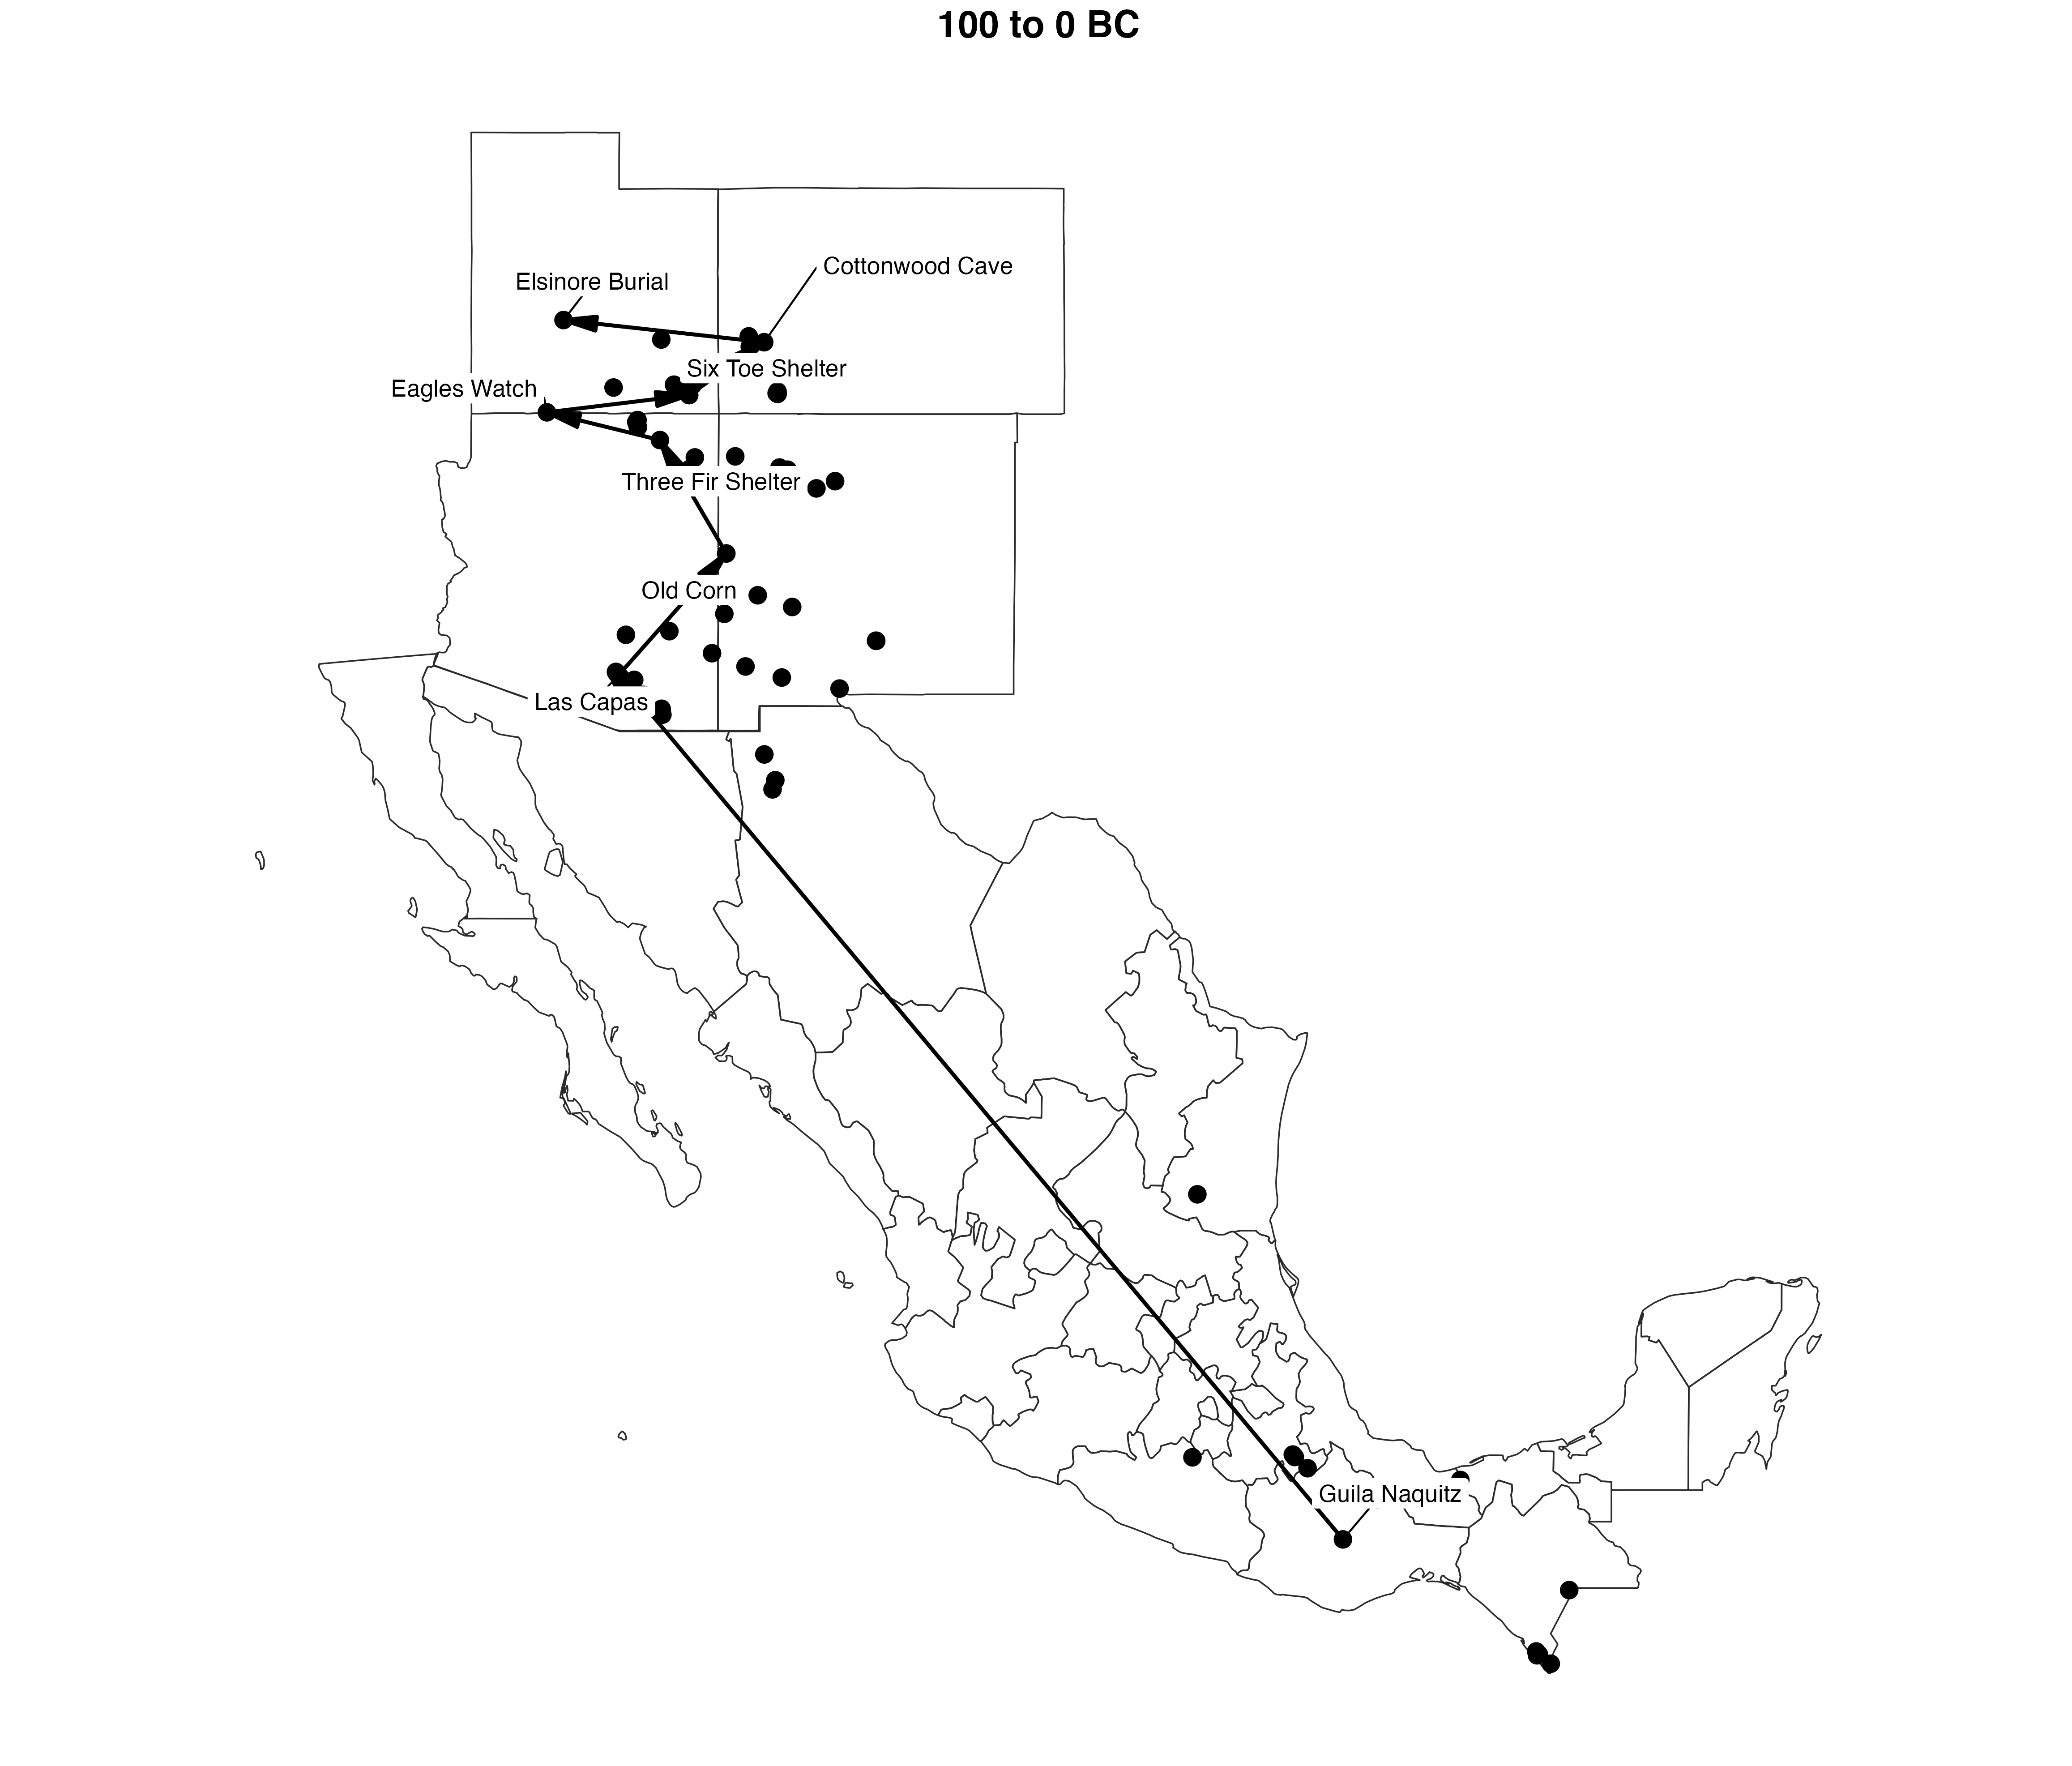 100 to 0 BC
Cottonwood Cave
Elsinore Burial
Six Toe Shelter
Eagles Watch
Three Fir Shelter
Old Corn
Las Capas
Guila Naquitz